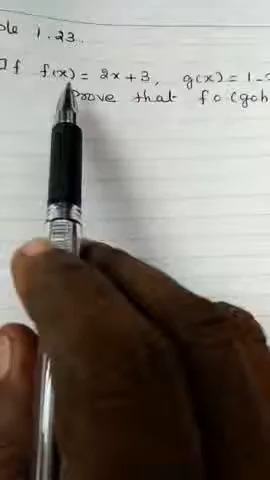 ple 1.23.
If f(x) = 2x + 3, g(x) = 1-
Prove that f o (goh